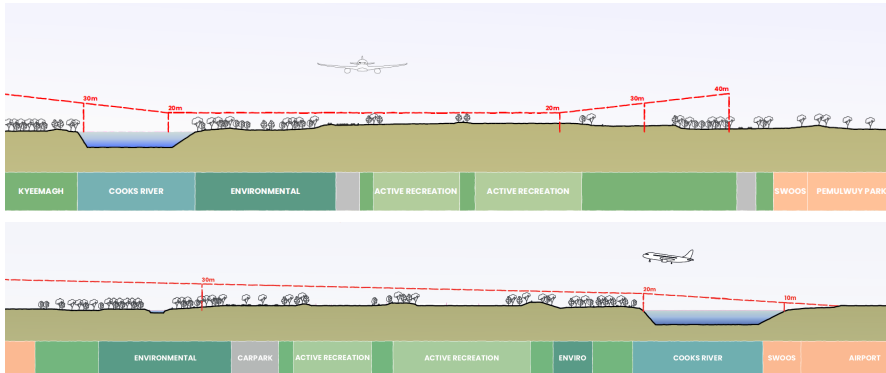 30m
20m
20m
30m
40m
KYEEMAGH
COOKS RIVER
ENVIRONMENTAL
ACTIVE RECREATION
ACTIVE RECREATION
SWOOS
PEMULWUY PARK
30m
20m
10m
ENVIRONMENTAL
CARPARK
ACTIVE RECREATION
ACTIVE RECREATION
ENVIRO
COOKS RIVER
SWOOS
AIRPORT